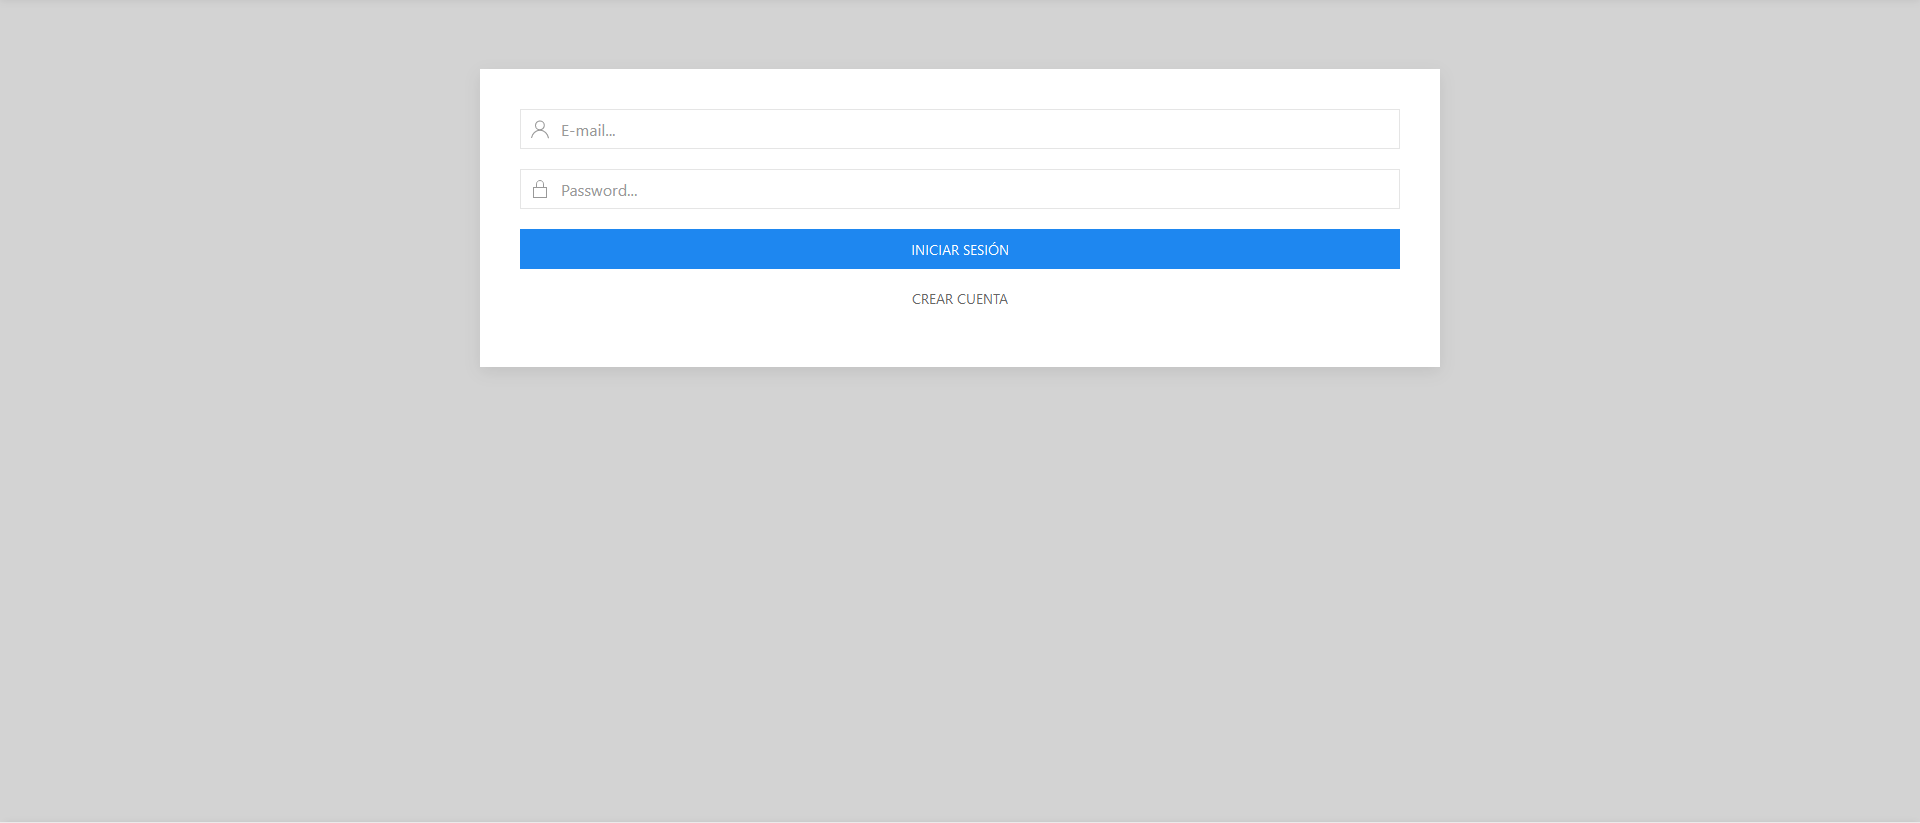 E-mail...
Password...
INICIAR SESIÓN
CREAR CUENTA